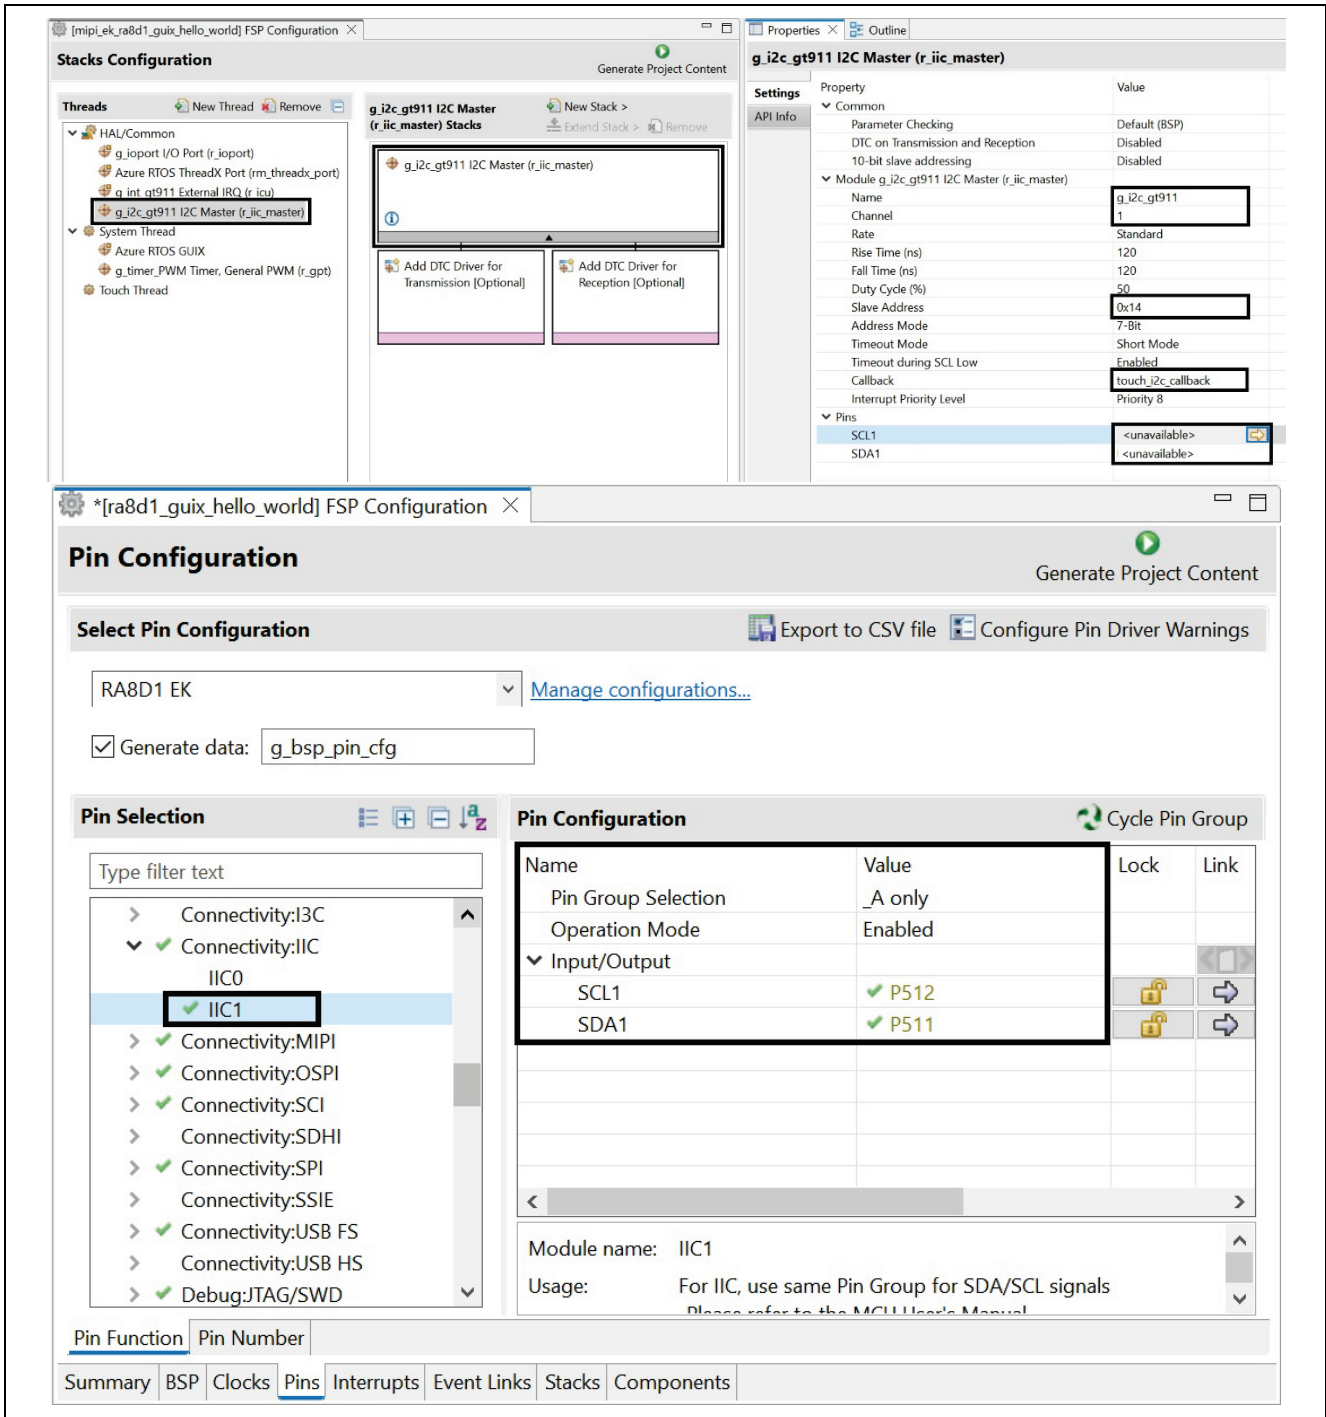 [mipi_ek_ra8d1_guix_hello_world] FSP Configuration
Stacks Configuration
Generate Project Content
Threads
New Thread
Remove
HAL/Common
g_ioport I/O Port (r_ioport)
Azure RTOS ThreadX Port (rm_threadx_port)
g_int_gt911 External IRQ (r_icu)
g_i2c_gt911 I2C Master (r_iic_master)
System Thread
Azure RTOS GUIX
g_timer_PWM Timer, General PWM (r_gpt)
Touch Thread
g_i2c_gt911 I2C Master
(r_iic_master) Stacks
New Stack >
Extend Stack >
Remove
g_i2c_gt911 I2C Master (r_iic_master)
Add DTC Driver for
Transmission [Optional]
Add DTC Driver for
Reception [Optional]
Properties
Outline
g_i2c_gt911 I2C Master (r_iic_master)
Settings
API Info
Property Value
Common
Parameter Checking Default (BSP)
DTC on Transmission and Reception Disabled
10-bit slave addressing Disabled
Module g_i2c_gt911 I2C Master (r_iic_master)
Name g_i2c_gt911
Channel 1
Rate Standard
Rise Time (ns) 120
Fall Time (ns) 120
Duty Cycle (%) 50
Slave Address 0x14
Address Mode 7-Bit
Timeout Mode Short Mode
Timeout during SCL Low Enabled
Callback touch_i2c_callback
Interrupt Priority Level Priority 8
Pins
SCL1 <unavailable>
SDA1 <unavailable>
*[ra8d1_guix_hello_world] FSP Configuration
Pin Configuration
Generate Project Content
Select Pin Configuration
Export to CSV file
Configure Pin Driver Warnings
RA8D1 EK
Manage configurations...
Generate data: g_bsp_pin_cfg
Pin Selection
Type filter text
Connectivity:I3C
Connectivity:IIC
IIC0
IIC1
Connectivity:MIPI
Connectivity:OSPI
Connectivity:SCI
Connectivity:SDHI
Connectivity:SPI
Connectivity:SSIE
Connectivity:USB FS
Connectivity:USB HS
Debug:JTAG/SWD
Pin Configuration
Cycle Pin Group
Name Value Lock Link
Pin Group Selection _A only
Operation Mode Enabled
Input/Output
SCL1 P512
SDA1 P511
Module name: IIC1
Usage: For IIC, use same Pin Group for SDA/SCL signals
Please refer to the MCU User's Manual
Pin Function Pin Number
Summary BSP Clocks Pins Interrupts Event Links Stacks Components